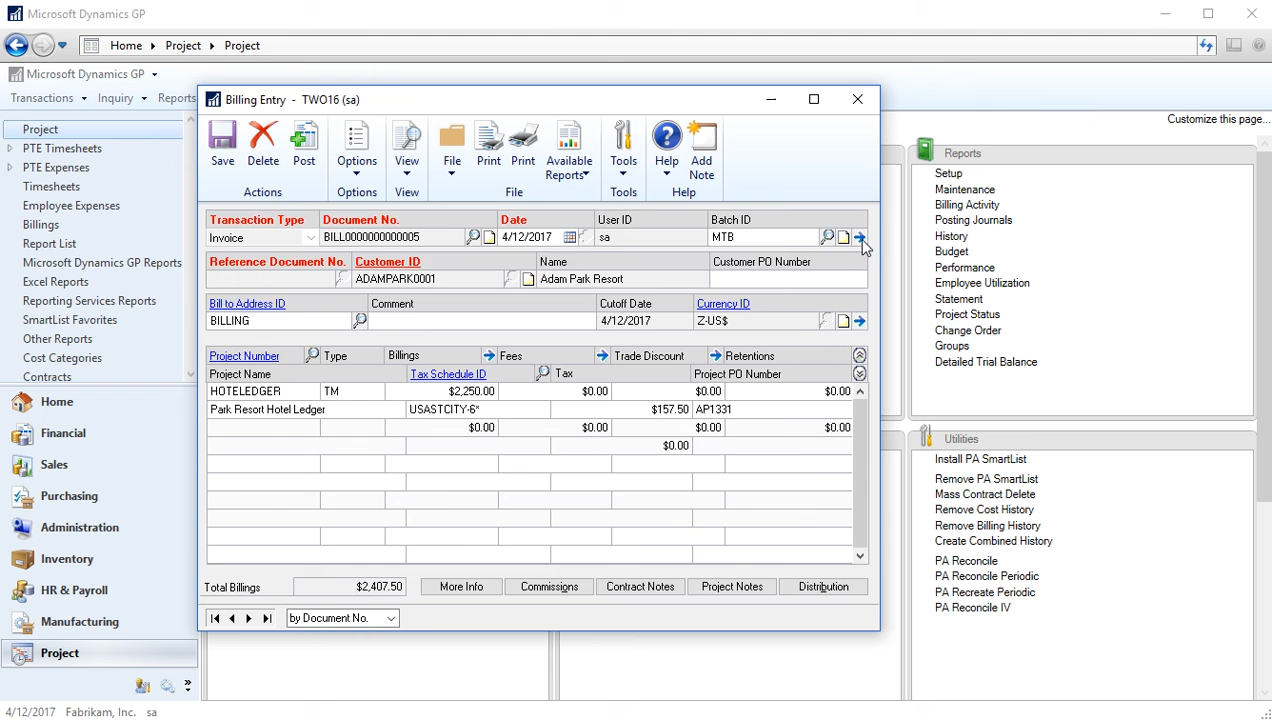 Microsoft Dynamics GP
Home Project Project
Microsoft Dynamics GP
Transactions Inquiry Reports
Customize this page...
Project
PTE Timesheets
PTE Expenses
Timesheets
Employee Expenses
Billings
Report List
Microsoft Dynamics GP Reports
Excel Reports
Reporting Services Reports
SmartList Favorites
Other Reports
Cost Categories
Contracts
Home
Financial
Sales
Purchasing
Administration
Inventory
HR & Payroll
Manufacturing
Project
Billing Entry - TWO16 (sa)
Save Delete Post Options View File Print Print Available Reports Tools Help Add Note
Actions Options View File Tools Help
Transaction Type Document No. Date User ID Batch ID
Invoice BILL0000000000005 4/12/2017 sa MTB
Reference Document No. Customer ID Name Customer PO Number
ADAMPARK0001 Adam Park Resort
Bill to Address ID Comment Cutoff Date Currency ID
BILLING 4/12/2017 Z-US$
Project Number Type Billings Fees Trade Discount Retentions
Project Name Tax Schedule ID Tax Project PO Number
HOTELEDGER TM $2,250.00 $0.00 $0.00 $0.00
Park Resort Hotel Ledger USASTCITY-6* $157.50 AP1331
$0.00 $0.00 $0.00 $0.00
$0.00
Total Billings $2,407.50 More Info Commissions Contract Notes Project Notes Distribution
by Document No.
Reports
Setup
Maintenance
Billing Activity
Posting Journals
History
Budget
Performance
Employee Utilization
Statement
Project Status
Change Order
Groups
Detailed Trial Balance
Utilities
Install PA SmartList
Remove PA SmartList
Mass Contract Delete
Remove Cost History
Remove Billing History
Create Combined History
PA Reconcile
PA Reconcile Periodic
PA Recreate Periodic
PA Reconcile IV
4/12/2017 Fabrikam, Inc. sa